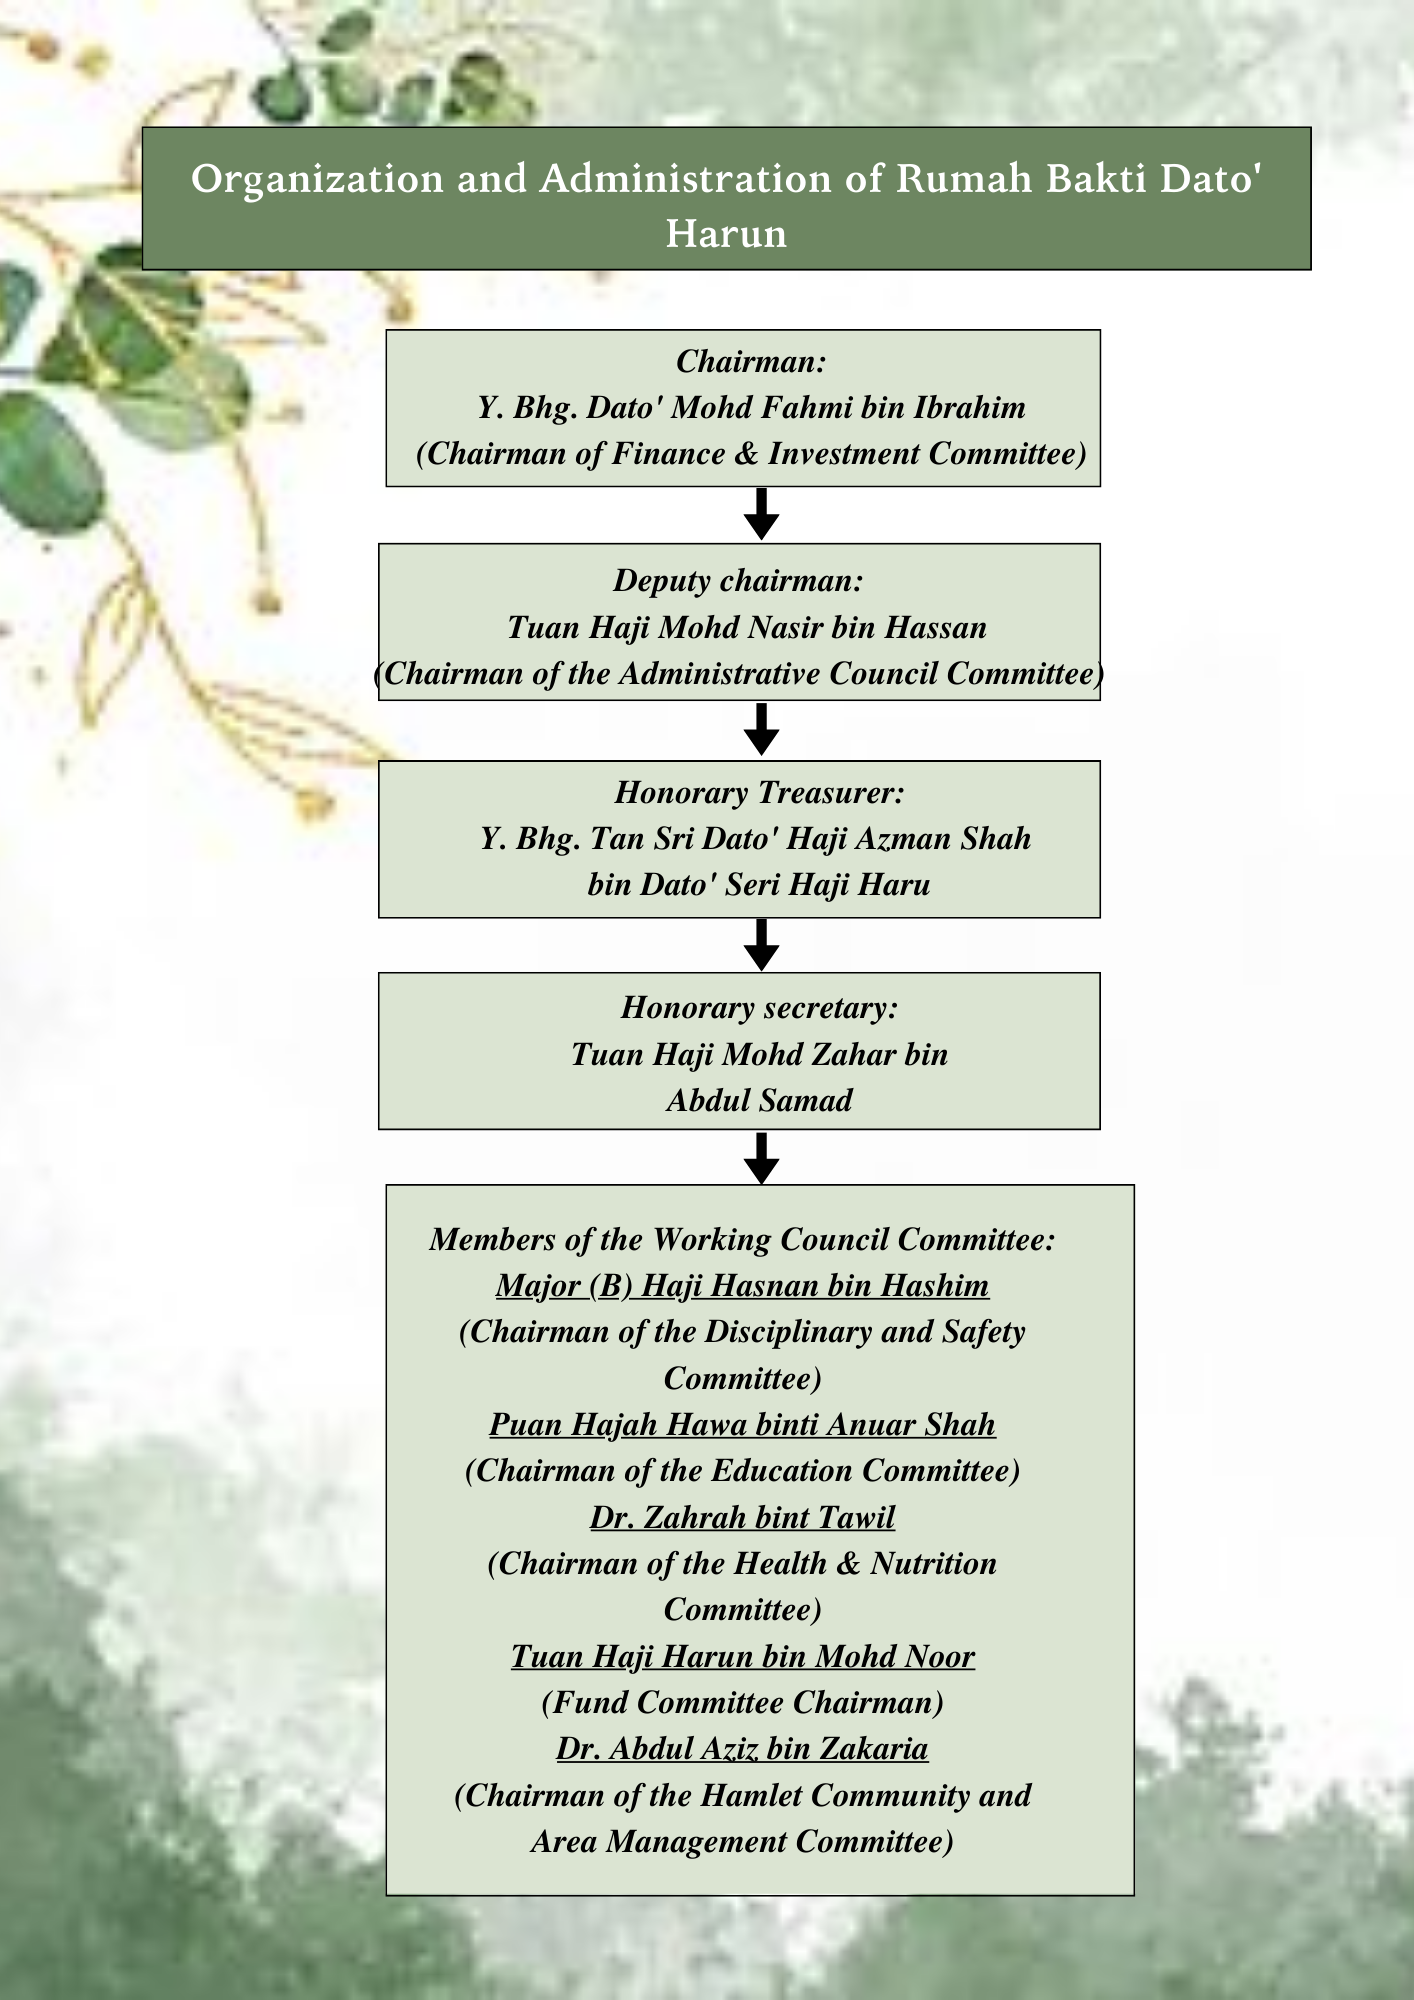 Organization and Administration of Rumah Bakti Dato'
Harun
Chairman:
Y. Bhg. Dato' Mohd Fahmi bin Ibrahim
(Chairman of Finance & Investment Committee)
Deputy chairman:
Tuan Haji Mohd Nasir bin Hassan
(Chairman of the Administrative Council Committee)
Honorary Treasurer:
Y. Bhg. Tan Sri Dato' Haji Azman Shah
bin Dato' Seri Haji Haru
Honorary secretary:
Tuan Haji Mohd Zahar bin
Abdul Samad
Members of the Working Council Committee:
Major (B) Haji Hasnan bin Hashim
(Chairman of the Disciplinary and Safety
Committee)
Puan Hajah Hawa binti Anuar Shah
(Chairman of the Education Committee)
Dr. Zahrah bint Tawil
(Chairman of the Health & Nutrition
Committee)
Tuan Haji Harun bin Mohd Noor
(Fund Committee Chairman)
Dr. Abdul Aziz bin Zakaria
(Chairman of the Hamlet Community and
Area Management Committee)